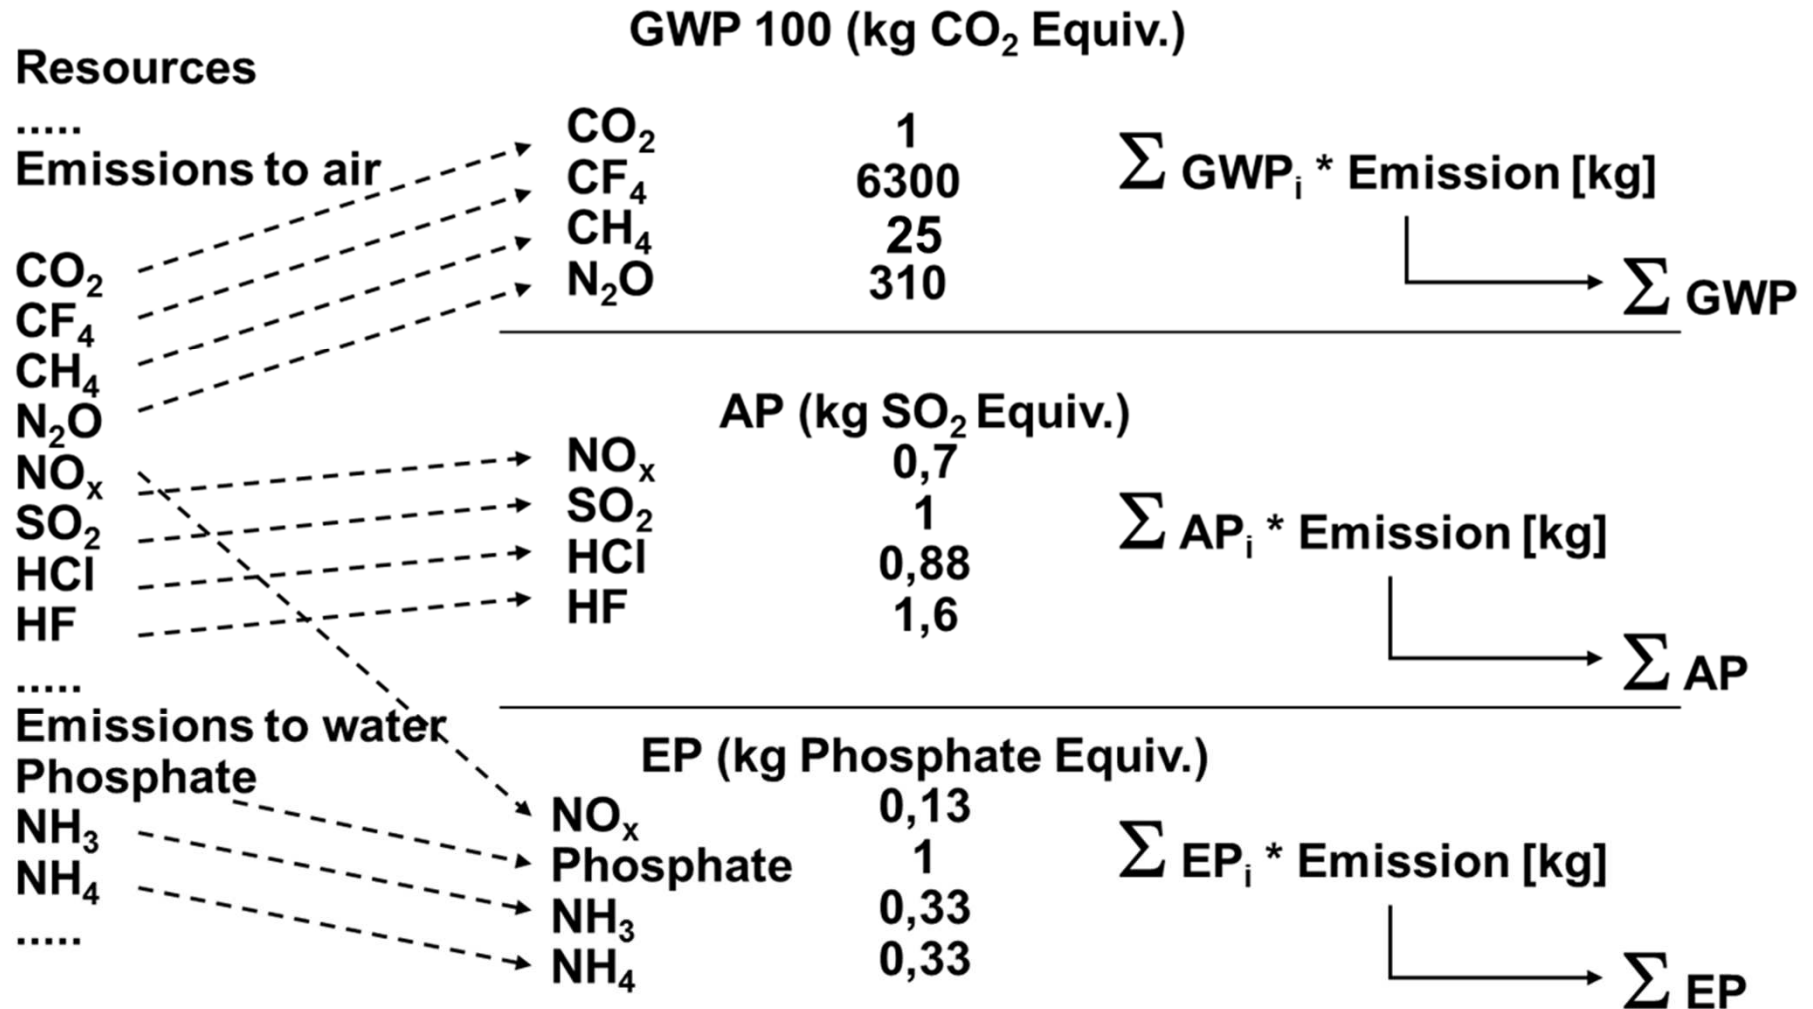 Resources
.....
Emissions to air
CO₂
CF₄
CH₄
N₂O
NOₓ
SO₂
HCl
HF
.....
Emissions to water
Phosphate
NH₃
NH₄
.....
GWP 100 (kg CO₂ Equiv.)
CO₂ 1
CF₄ 6300
CH₄ 25
N₂O 310
∑ GWPᵢ * Emission [kg]
∑ GWP
AP (kg SO₂ Equiv.)
NOₓ 0,7
SO₂ 1
HCl 0,88
HF 1,6
∑ APᵢ * Emission [kg]
∑ AP
EP (kg Phosphate Equiv.)
NOₓ 0,13
Phosphate 1
NH₃ 0,33
NH₄ 0,33
∑ EPᵢ * Emission [kg]
∑ EP